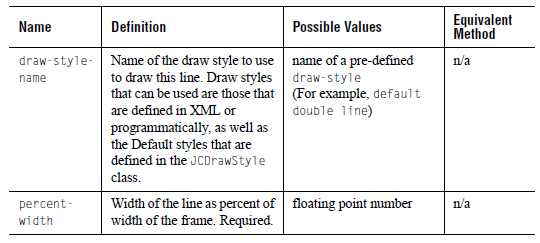 Name
Definition
Possible Values
Equivalent
Method
draw-style-
name
Name of the draw style to use
to draw this line. Draw styles
that can be used are those that
are defined in XML or
programmatically, as well as
the Default styles that are
defined in the JCDrawStyle
class.
name of a pre-defined
draw-style
(For example, default
double line)
n/a
percent-
width
Width of the line as percent of
width of the frame. Required.
floating point number
n/a